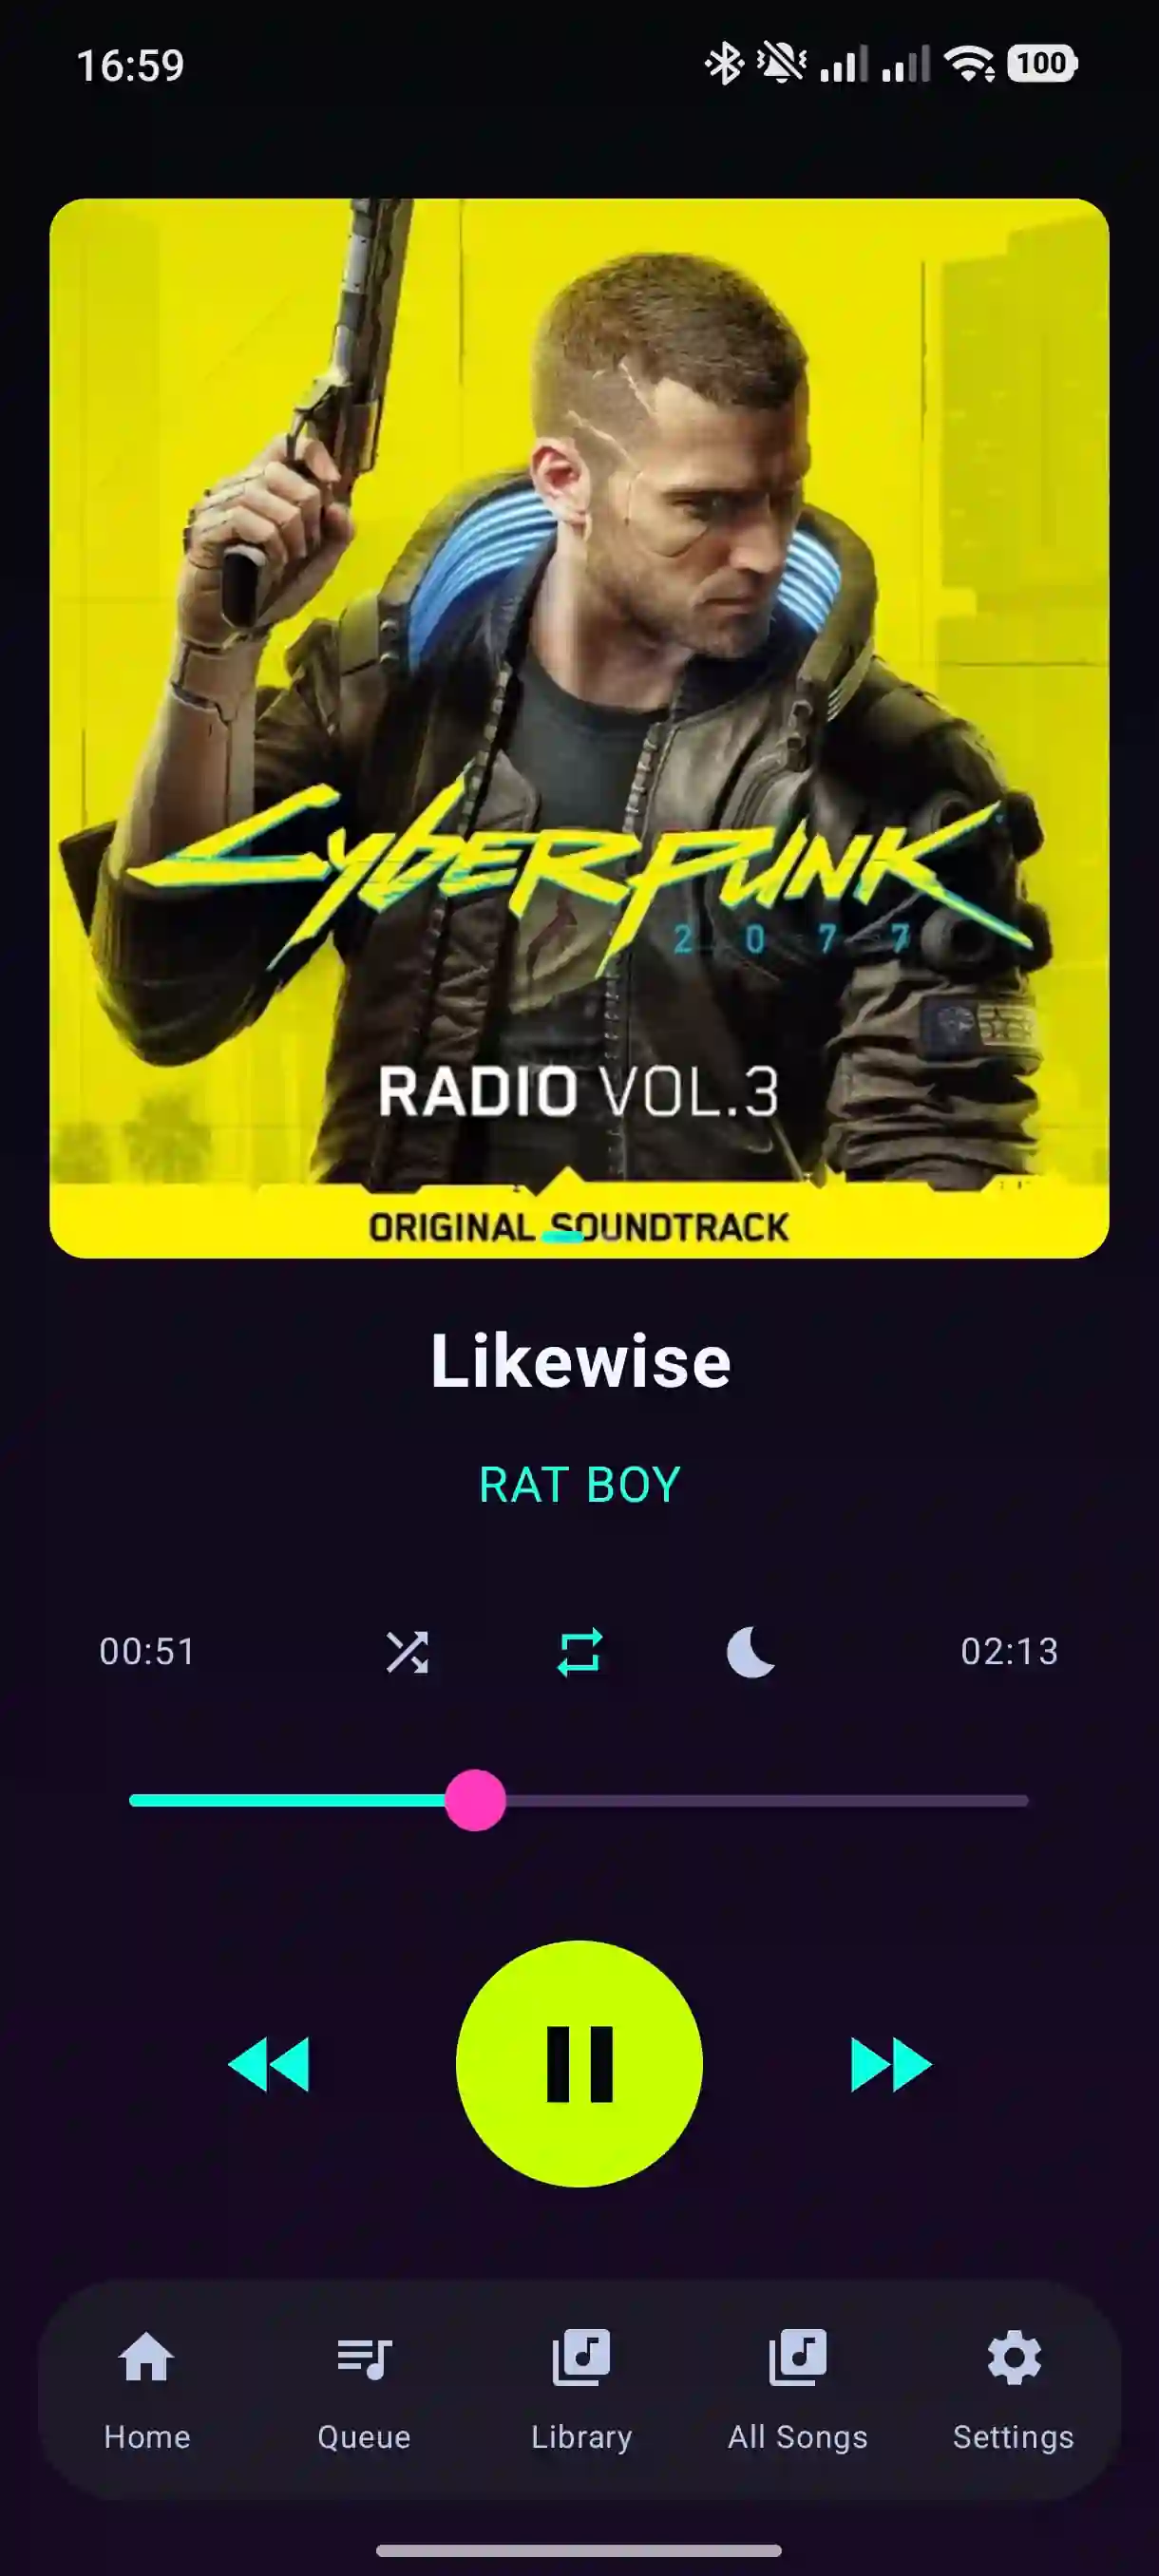 16:59
100
CYBERPUNK
2077
RADIO VOL.3
ORIGINAL SOUNDTRACK
Likewise
RAT BOY
00:51
02:13
Home
Queue
Library
All Songs
Settings